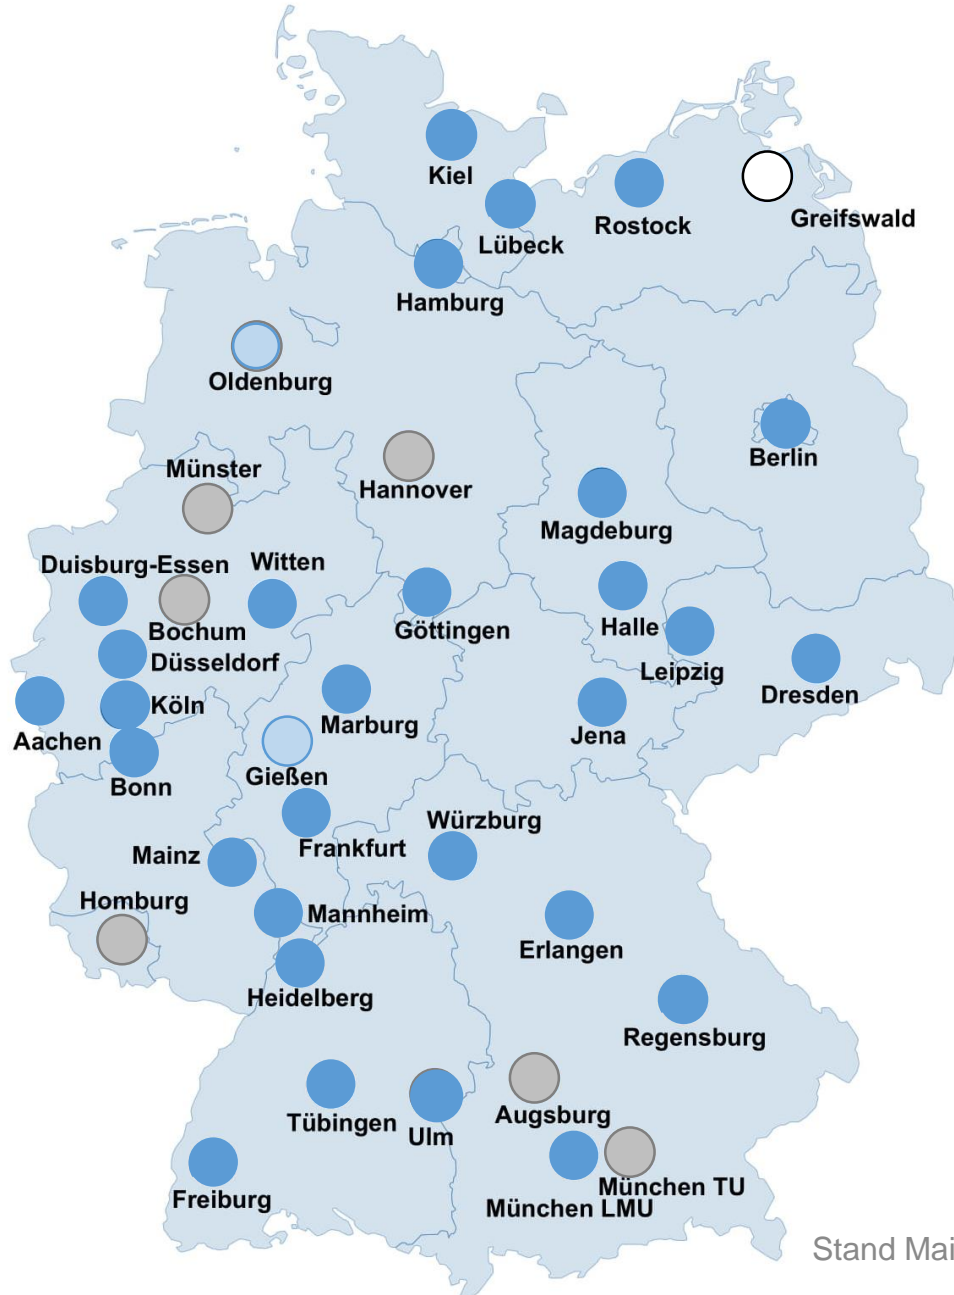 Kiel
Lübeck
Rostock
Greifswald
Hamburg
Oldenburg
Berlin
Münster
Hannover
Magdeburg
Duisburg-Essen
Witten
Bochum
Göttingen
Halle
Düsseldorf
Leipzig
Dresden
Köln
Marburg
Jena
Aachen
Gießen
Bonn
Würzburg
Frankfurt
Mainz
Homburg
Mannheim
Erlangen
Heidelberg
Regensburg
Augsburg
Tübingen
Ulm
München TU
Freiburg
München LMU
Stand Mai